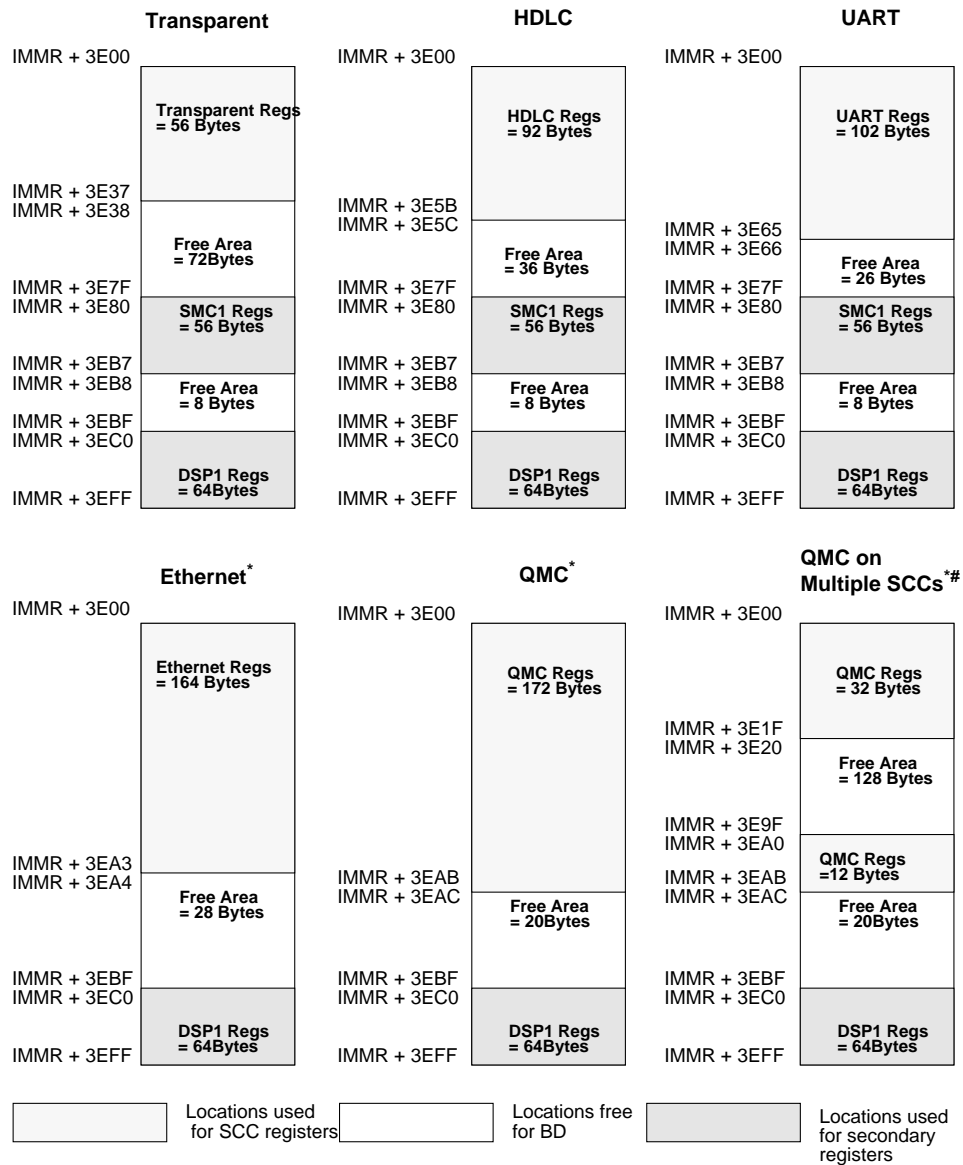 Transparent
IMMR + 3E00
Transparent Regs
= 56 Bytes
IMMR + 3E37
IMMR + 3E38
Free Area
= 72Bytes
IMMR + 3E7F
IMMR + 3E80
SMC1 Regs
= 56 Bytes
IMMR + 3EB7
IMMR + 3EB8
Free Area
= 8 Bytes
IMMR + 3EBF
IMMR + 3EC0
DSP1 Regs
= 64Bytes
IMMR + 3EFF
HDLC
IMMR + 3E00
HDLC Regs
= 92 Bytes
IMMR + 3E5B
IMMR + 3E5C
Free Area
= 36 Bytes
IMMR + 3E7F
IMMR + 3E80
SMC1 Regs
= 56 Bytes
IMMR + 3EB7
IMMR + 3EB8
Free Area
= 8 Bytes
IMMR + 3EBF
IMMR + 3EC0
DSP1 Regs
= 64Bytes
IMMR + 3EFF
UART
IMMR + 3E00
UART Regs
= 102 Bytes
IMMR + 3E65
IMMR + 3E66
Free Area
= 26 Bytes
IMMR + 3E7F
IMMR + 3E80
SMC1 Regs
= 56 Bytes
IMMR + 3EB7
IMMR + 3EB8
Free Area
= 8 Bytes
IMMR + 3EBF
IMMR + 3EC0
DSP1 Regs
= 64Bytes
IMMR + 3EFF
Ethernet*
IMMR + 3E00
Ethernet Regs
= 164 Bytes
IMMR + 3EA3
IMMR + 3EA4
Free Area
= 28 Bytes
IMMR + 3EBF
IMMR + 3EC0
DSP1 Regs
= 64Bytes
IMMR + 3EFF
QMC*
IMMR + 3E00
QMC Regs
= 172 Bytes
IMMR + 3EAB
IMMR + 3EAC
Free Area
= 20Bytes
IMMR + 3EBF
IMMR + 3EC0
DSP1 Regs
= 64Bytes
IMMR + 3EFF
QMC on
Multiple SCCs*#
IMMR + 3E00
QMC Regs
= 32 Bytes
IMMR + 3E1F
IMMR + 3E20
Free Area
= 128 Bytes
IMMR + 3E9F
IMMR + 3EA0
QMC Regs
=12 Bytes
IMMR + 3EAB
IMMR + 3EAC
Free Area
= 20Bytes
IMMR + 3EBF
IMMR + 3EC0
DSP1 Regs
= 64Bytes
IMMR + 3EFF
Locations used
for SCC registers
Locations free
for BD
Locations used
for secondary
registers